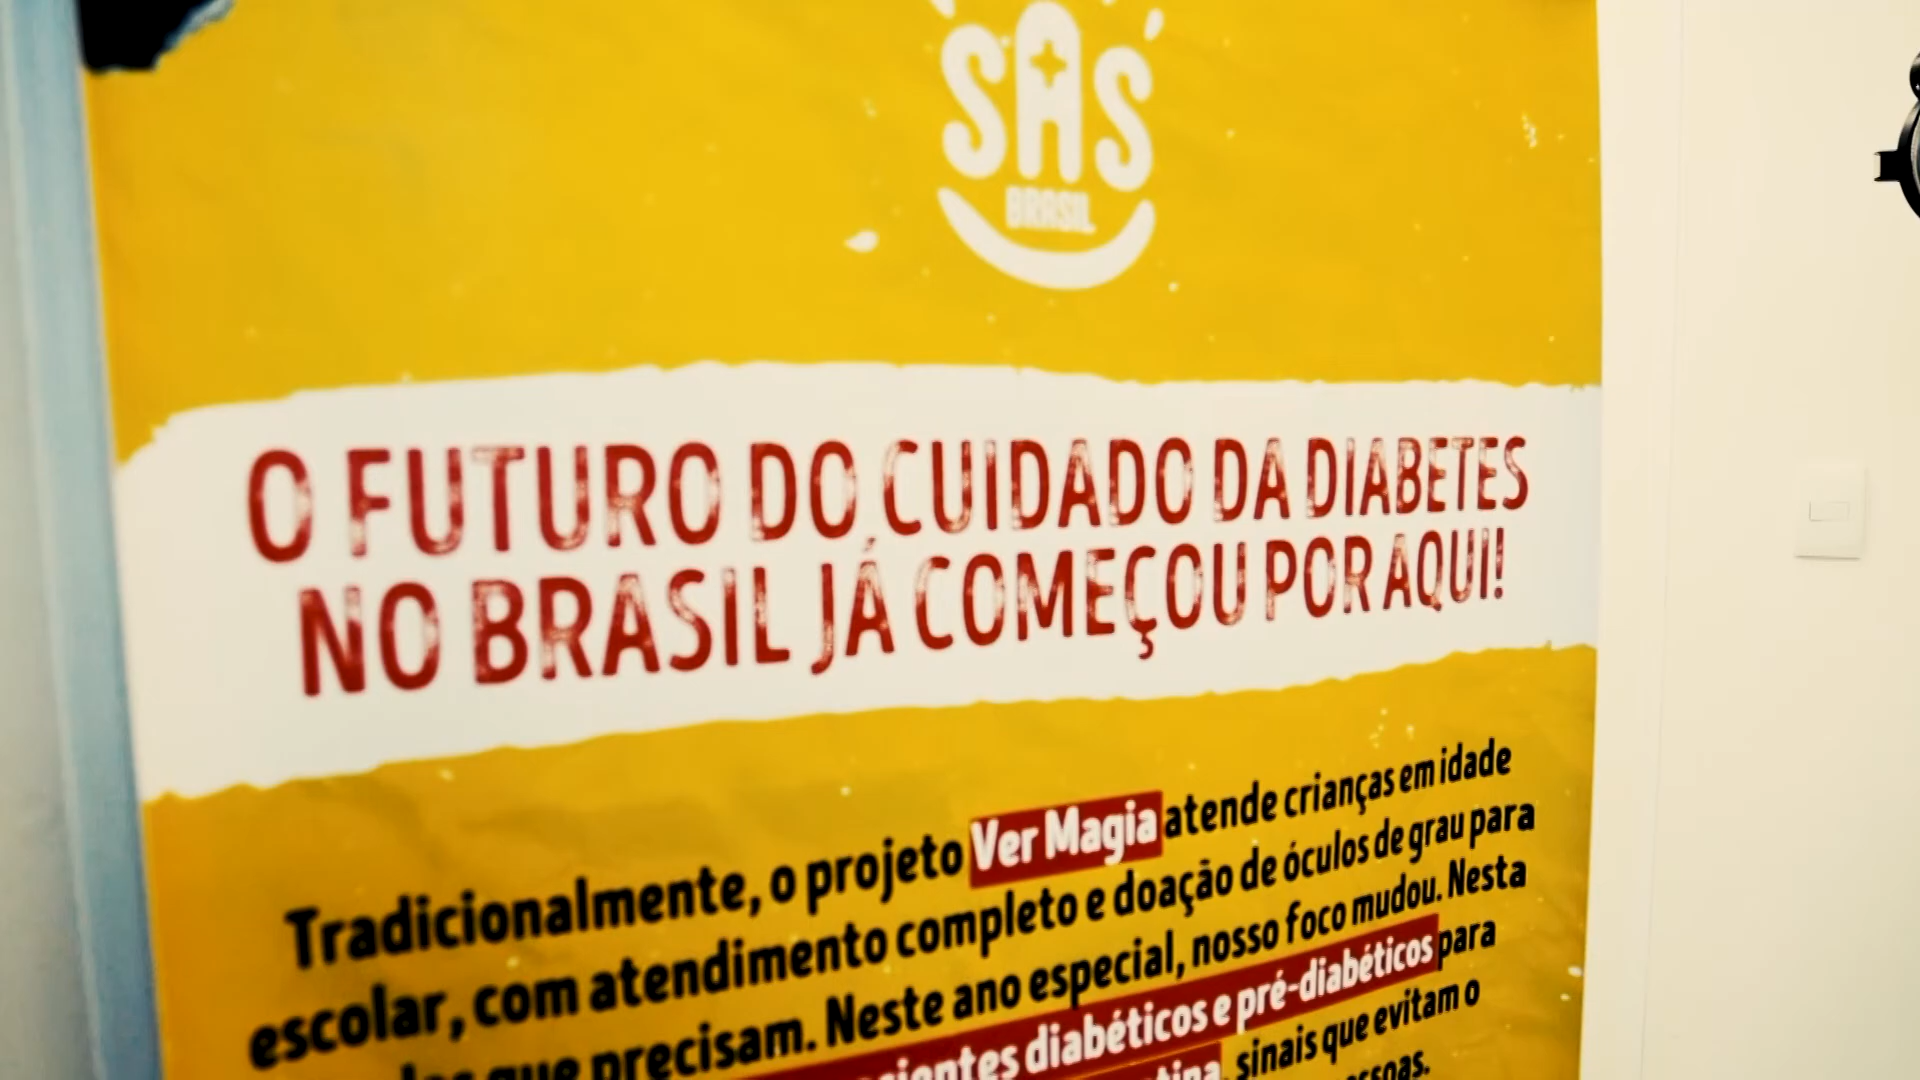 SAS
BRASIL
O FUTURO DO CUIDADO DA DIABETES
NO BRASIL JÁ COMEÇOU POR AQUI!
Tradicionalmente, o projeto Ver Magia atende crianças em idade
escolar, com atendimento completo e doação de óculos de grau para
que precisam. Neste ano especial, nosso foco mudou. Nesta
diabéticos e pré-diabéticos para
sinais que evitam o